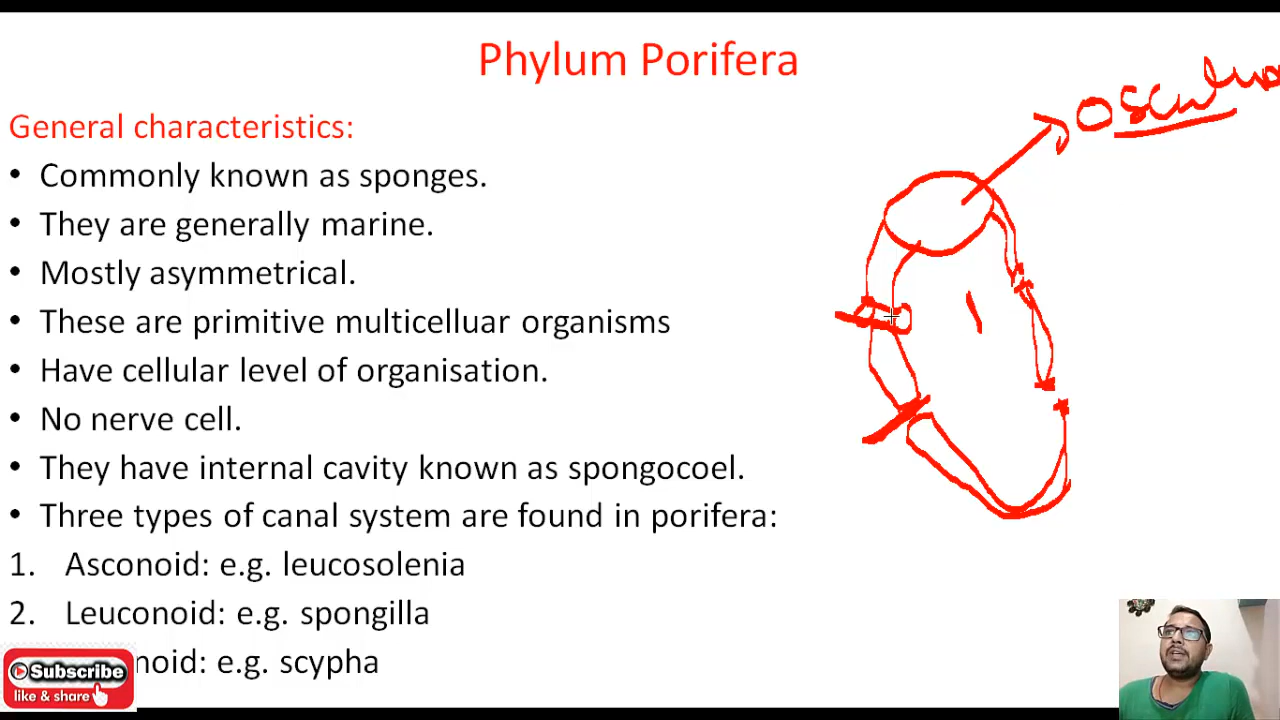 Phylum Porifera
General characteristics:
• Commonly known as sponges.
• They are generally marine.
• Mostly asymmetrical.
• These are primitive multicelluar organisms
• Have cellular level of organisation.
• No nerve cell.
• They have internal cavity known as spongocoel.
• Three types of canal system are found in porifera:
1. Asconoid: e.g. leucosolenia
2. Leuconoid: e.g. spongilla
noid: e.g. scypha
Subscribe
like & share